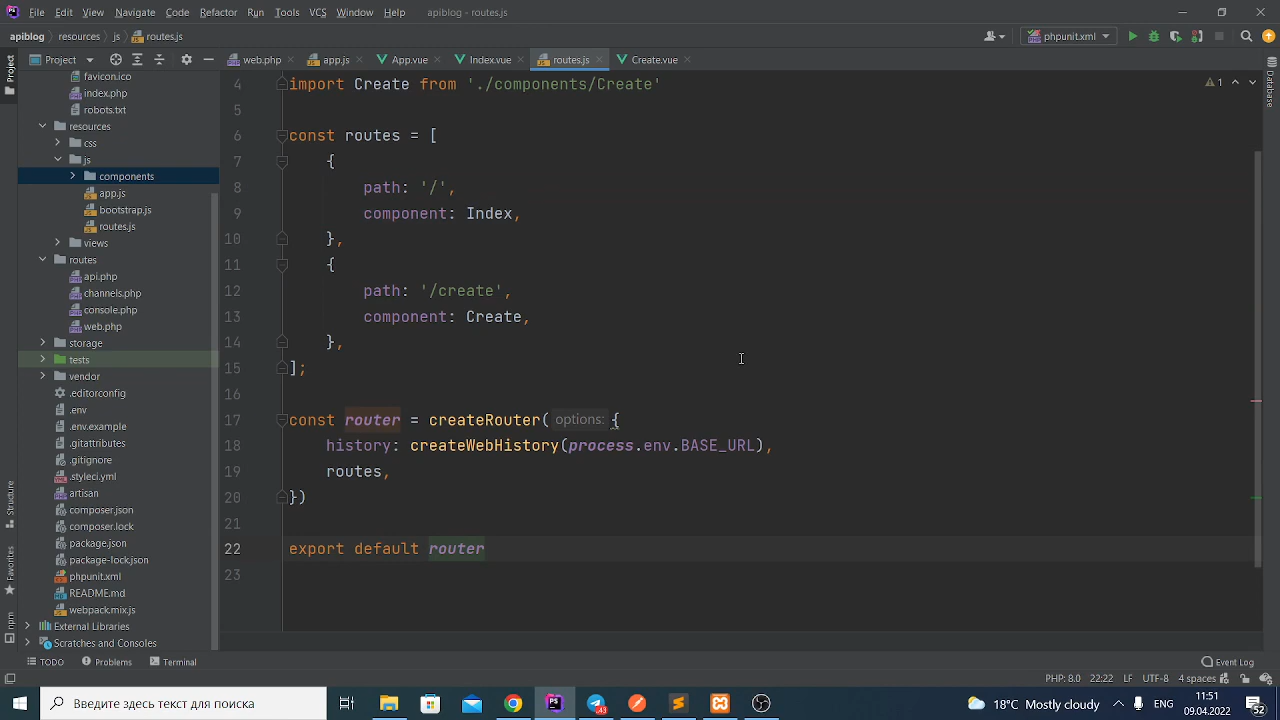 File Edit View Navigate Code Refactor Run Tools VCS Window Help apiblog - routes.js
apiblog resources js routes.js phpunit.xml
Project web.php app.js App.vue Index.vue routes.js Create.vue
Project
Structure
Favorites
npm
Database
favicon.co
index.php
robots.txt
resources
css
js
components
app.js
bootstrap.js
routes.js
views
routes
api.php
channels.php
console.php
web.php
storage
tests
vendor
.editorconfig
.env
.env.example
.gitattributes
.gitignore
.styleci.yml
artisan
composer.json
composer.lock
package.json
package-lock.json
phpunit.xml
README.md
webpack.mix.js
External Libraries
Scratches and Consoles
1
4 import Create from './components/Create'
5
6 const routes = [
7 {
8 path: '/',
9 component: Index,
10 },
11 {
12 path: '/create',
13 component: Create,
14 },
15 ];
16
17 const router = createRouter( options: {
18 history: createWebHistory(process.env.BASE_URL),
19 routes,
20 })
21
22 export default router
23
TODO Problems Terminal Event Log
PHP: 8.0 22:22 LF UTF-8 4 spaces
Введите здесь текст для поиска 18°C Mostly cloudy ENG 11:51
09.04.2022